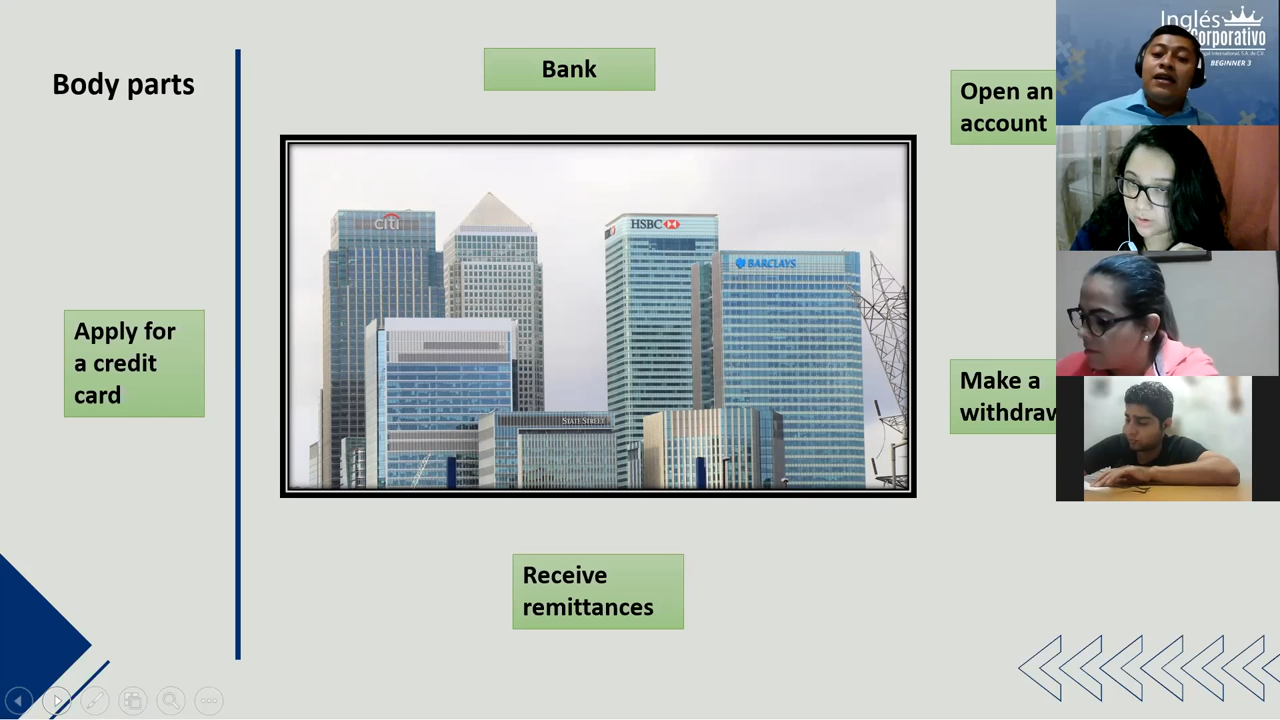 Body parts
Bank
Open an
account
Apply for
a credit
card
Make a
Receive
remittances
citi
HSBC
BARCLAYS
STATE STREET
Inglés
Corporativo
BEGINNER 3